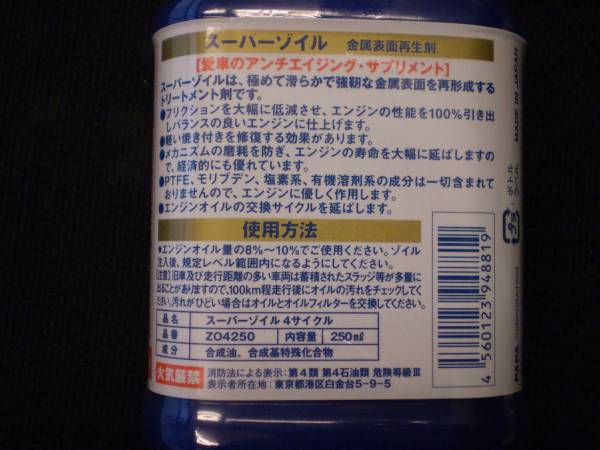 スーパーゾイル 金属表面再生剤
[愛車のアンチエイジング・サプリメント]
スーパーゾイルは、極めて滑らかで強靭な金属表面を再形成する
トリートメント剤です。
●フリクションを大幅に低減させ、エンジンの性能を100%引き出
しバランスの良いエンジンに仕上げます。
●軽い焼き付きを修復する効果があります。
●メカニズムの磨耗を防ぎ、エンジンの寿命を大幅に延ばしますの
で、経済的にも優れています。
●PTFE、モリブデン、塩素系、有機溶剤系の成分は一切含まれて
おりませんので、エンジンに優しく作用します。
●エンジンオイルの交換サイクルを延ばします。
使用方法
●エンジンオイル量の8%～10%でご使用ください。ゾイル
注入後、規定レベル範囲内になるようにしてください。
[注意] 旧車及び走行距離の多い車両は蓄積されたスラッジ等が多量に
出ることがありますので、100km程走行後にオイルの汚れをチェックしてく
ださい。汚れがひどい場合はオイルとオイルフィルターを交換してください。
品名 スーパーゾイル 4サイクル
品番 ZO4250 内容量 250㎖
成分 合成油、合成基特殊化合物
火気厳禁
消防法による表示: 第4類 第4石油類 危険等級Ⅲ
表示者所在地: 東京都港区白金台5-9-5
4 560123 948819
プラ
ボトル
MADE IN JAPAN